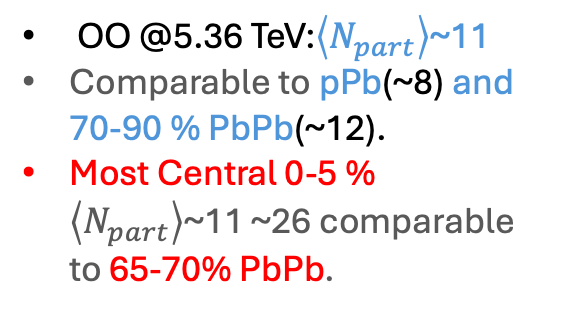 • OO @5.36 TeV:⟨N_part⟩~11
• Comparable to pPb(~8) and
70-90 % PbPb(~12).
• Most Central 0-5 %
⟨N_part⟩~11 ~26 comparable
to 65-70% PbPb.